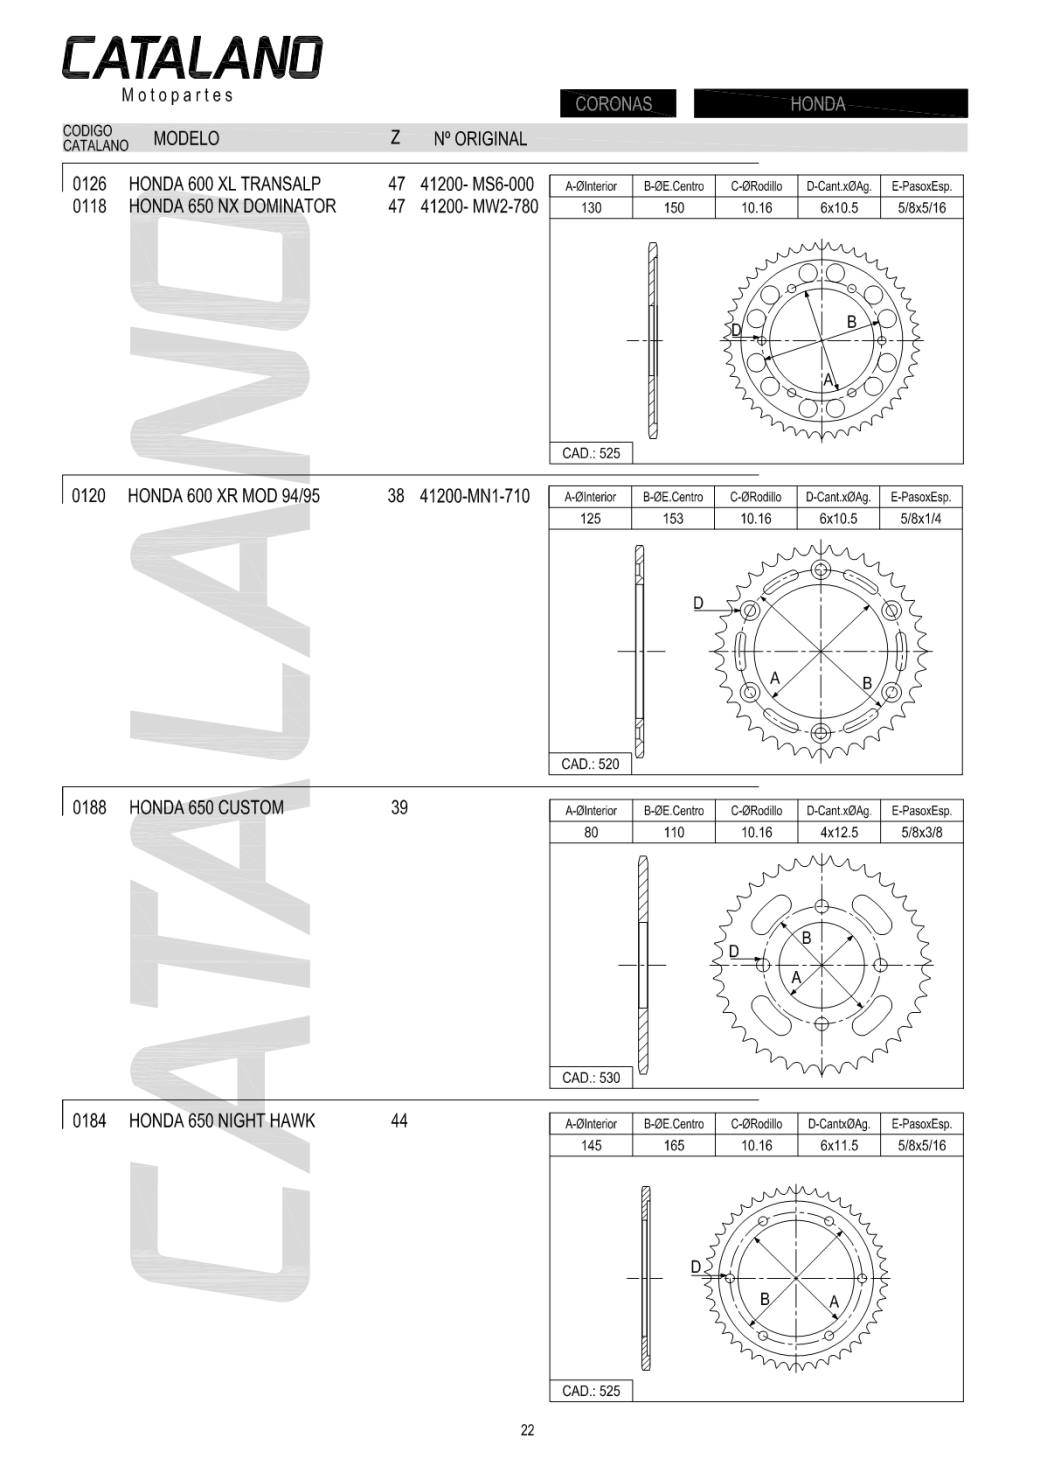 CATALANO
Motopartes
CORONAS HONDA
CODIGO CATALANO MODELO Z Nº ORIGINAL
0126 HONDA 600 XL TRANSALP 47 41200- MS6-000
0118 HONDA 650 NX DOMINATOR 47 41200- MW2-780
A-ØInterior B-ØE.Centro C-ØRodillo D-Cant.xØAg. E-PasoxEsp.
130 150 10.16 6x10.5 5/8x5/16
D B
A
CAD.: 525
0120 HONDA 600 XR MOD 94/95 38 41200-MN1-710
A-ØInterior B-ØE.Centro C-ØRodillo D-Cant.xØAg. E-PasoxEsp.
125 153 10.16 6x10.5 5/8x1/4
D
A B
CAD.: 520
0188 HONDA 650 CUSTOM 39
A-ØInterior B-ØE.Centro C-ØRodillo D-Cant.xØAg. E-PasoxEsp.
80 110 10.16 4x12.5 5/8x3/8
B
D
A
CAD.: 530
0184 HONDA 650 NIGHT HAWK 44
A-ØInterior B-ØE.Centro C-ØRodillo D-CantxØAg. E-PasoxEsp.
145 165 10.16 6x11.5 5/8x5/16
D
B A
CAD.: 525
CATALANO
22